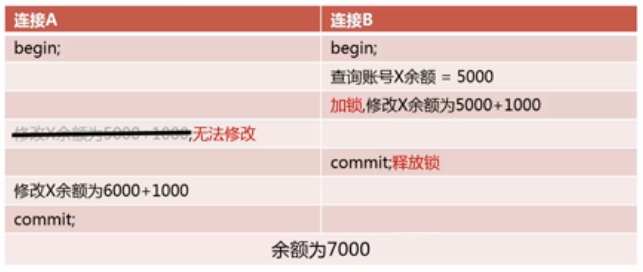 连接A 连接B
begin; begin;
查询账号X余额 = 5000
加锁,修改X余额为5000+1000
修改X余额为5000+1000;无法修改
commit;释放锁
修改X余额为6000+1000
commit;
余额为7000